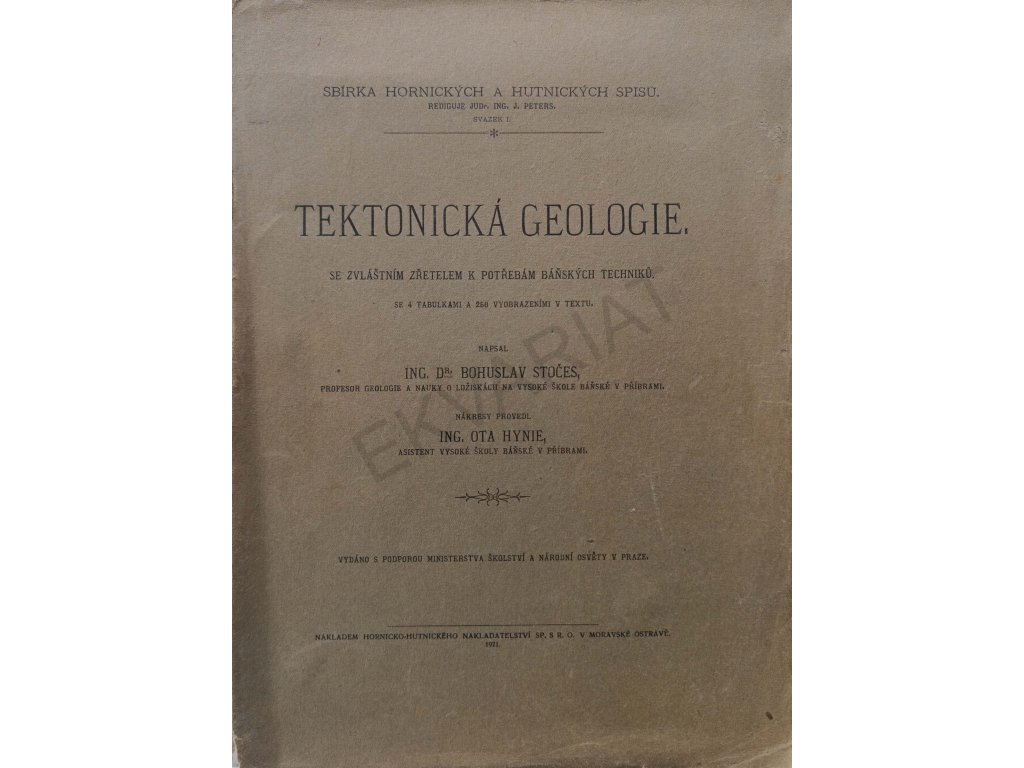 SBÍRKA HORNICKÝCH A HUTNICKÝCH SPISŮ.
REDIGUJE JUDr. ING. J. PETERS.
SVAZEK I.
TEKTONICKÁ GEOLOGIE.
SE ZVLÁŠTNÍM ZŘETELEM K POTŘEBÁM BÁŇSKÝCH TECHNIKŮ.
SE 4 TABULKAMI A 256 VYOBRAZENÍMI V TEXTU.
NAPSAL
ING. DR. BOHUSLAV STOČES,
PROFESOR GEOLOGIE A NAUKY O LOŽISKÁCH NA VYSOKÉ ŠKOLE BÁŇSKÉ V PŘÍBRAMI.
NÁKRESY PROVEDL
ING. OTA HYNIE,
ASISTENT VYSOKÉ ŠKOLY BÁŇSKÉ V PŘÍBRAMI.
VYDÁNO S PODPOROU MINISTERSTVA ŠKOLSTVÍ A NÁRODNÍ OSVĚTY V PRAZE.
NÁKLADEM HORNICKO-HUTNICKÉHO NAKLADATELSTVÍ SP. S R. O. V MORAVSKÉ OSTRAVĚ.
1921.
EKVARIAT